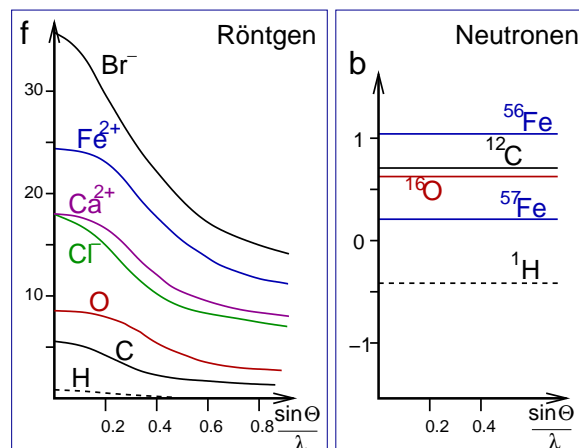 f
Röntgen
Br⁻
30
Fe²⁺
20
Ca²⁺
Cl⁻
10
O
C
H
0.2 0.4 0.6 0.8
sinΘ
λ
Neutronen
b
⁵⁶Fe
1
¹²C
¹⁶O
⁵⁷Fe
0
¹H
−1
0.2 0.4
sinΘ
λ